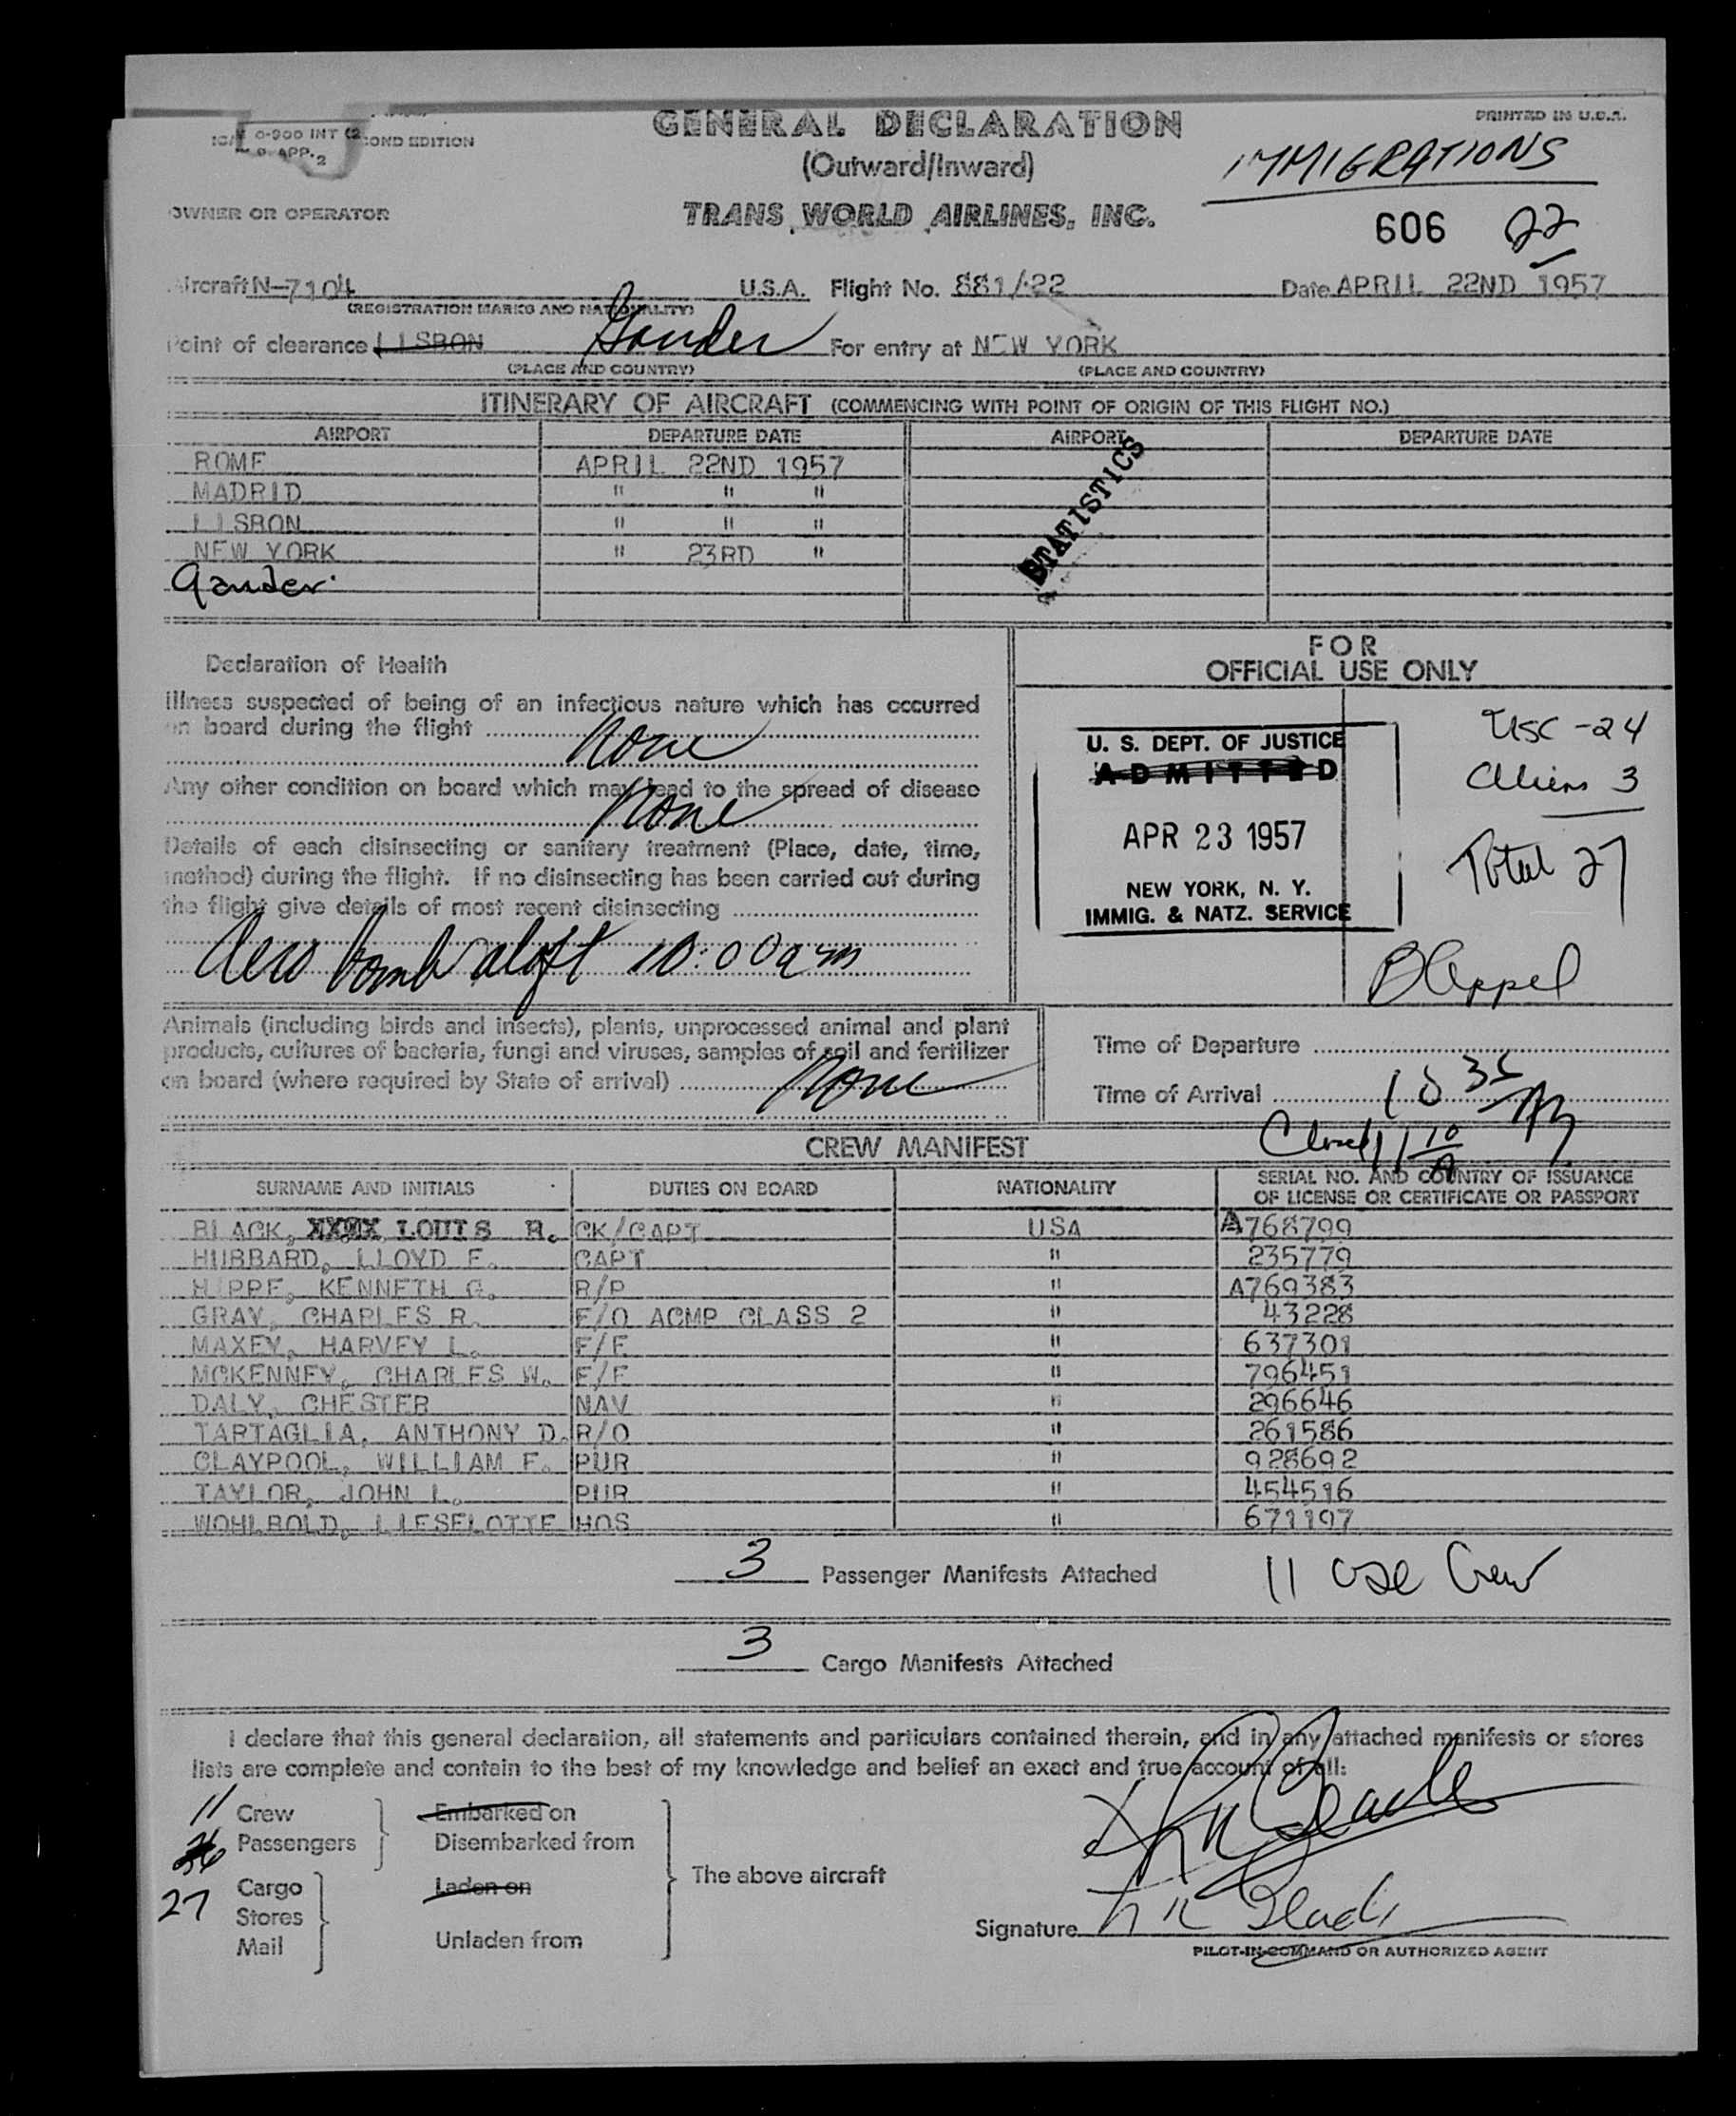 O-900 INT (2
APP. 2
OND EDITION
GENERAL DECLARATION
PRINTED IN U.S.A.
(Outward/Inward)
IMMIGRATIONS
OWNER OR OPERATOR
TRANS WORLD AIRLINES, INC.
606 22
Aircraft N-7104 U.S.A. Flight No. 881/22 Date APRIL 22ND 1957
(REGISTRATION MARKS AND NATIONALITY)
Point of clearance LISBON Gander For entry at NEW YORK
(PLACE AND COUNTRY) (PLACE AND COUNTRY)
ITINERARY OF AIRCRAFT (COMMENCING WITH POINT OF ORIGIN OF THIS FLIGHT NO.)
AIRPORT DEPARTURE DATE AIRPORT DEPARTURE DATE
ROME APRIL 22ND 1957
MADRID " " "
LISBON " " "
NEW YORK " 23RD "
Gander
STATISTICS
Declaration of Health
Illness suspected of being of an infectious nature which has occurred
on board during the flight
None
Any other condition on board which may lead to the spread of disease
None
Details of each disinsecting or sanitary treatment (Place, date, time,
method) during the flight. If no disinsecting has been carried out during
the flight give details of most recent disinsecting
Aero bomb aloft 10:00am
FOR
OFFICIAL USE ONLY
U. S. DEPT. OF JUSTICE
ADMITTED
APR 23 1957
NEW YORK, N. Y.
IMMIG. & NATZ. SERVICE
USC - 24
Aliens 3
Total 27
Animals (including birds and insects), plants, unprocessed animal and plant
products, cultures of bacteria, fungi and viruses, samples of soil and fertilizer
on board (where required by State of arrival) None
Time of Departure
Time of Arrival 10 35
Closed 11 10 A
CREW MANIFEST
SURNAME AND INITIALS DUTIES ON BOARD NATIONALITY SERIAL NO. AND COUNTRY OF ISSUANCE
OF LICENSE OR CERTIFICATE OR PASSPORT
BLACK, XXXX LOUIS R. CK/CAPT USA A768799
HUBBARD, LLOYD F. CAPT " 235779
HIPPE, KENNETH G. R/P " A769383
GRAY, CHARLES R. F/O ACMP CLASS 2 " 43228
MAXEY, HARVEY L. F/E " 637301
MCKENNEY, CHARLES W. F/E " 796451
DALY, CHESTER NAV " 296646
TARTAGLIA, ANTHONY D. R/O " 261586
CLAYPOOL, WILLIAM F. PUR " 928692
TAYLOR, JOHN L. PUR " 454516
WOHLBOLD, LIESELOTTE HOS " 671197
3 Passenger Manifests Attached 11 USC Crew
3 Cargo Manifests Attached
I declare that this general declaration, all statements and particulars contained therein, and in any attached manifests or stores
lists are complete and contain to the best of my knowledge and belief an exact and true account of all:
11 Crew Embarked on
Passengers Disembarked from
The above aircraft
27 Cargo Laden on
Stores
Mail Unladen from
Signature
PILOT-IN-COMMAND OR AUTHORIZED AGENT